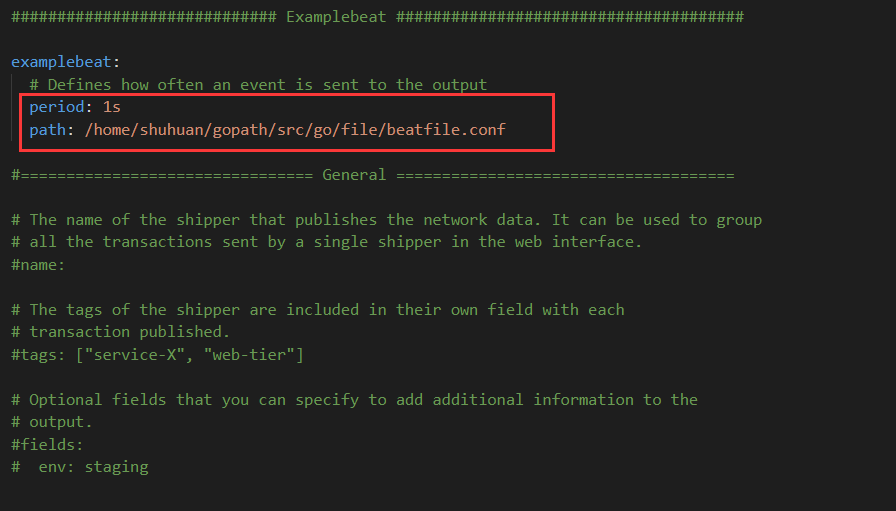 ############################# Examplebeat ######################################
examplebeat:
# Defines how often an event is sent to the output
period: 1s
path: /home/shuhuan/gopath/src/go/file/beatfile.conf
#================================ General =====================================
# The name of the shipper that publishes the network data. It can be used to group
# all the transactions sent by a single shipper in the web interface.
#name:
# The tags of the shipper are included in their own field with each
# transaction published.
#tags: ["service-X", "web-tier"]
# Optional fields that you can specify to add additional information to the
# output.
#fields:
#  env: staging